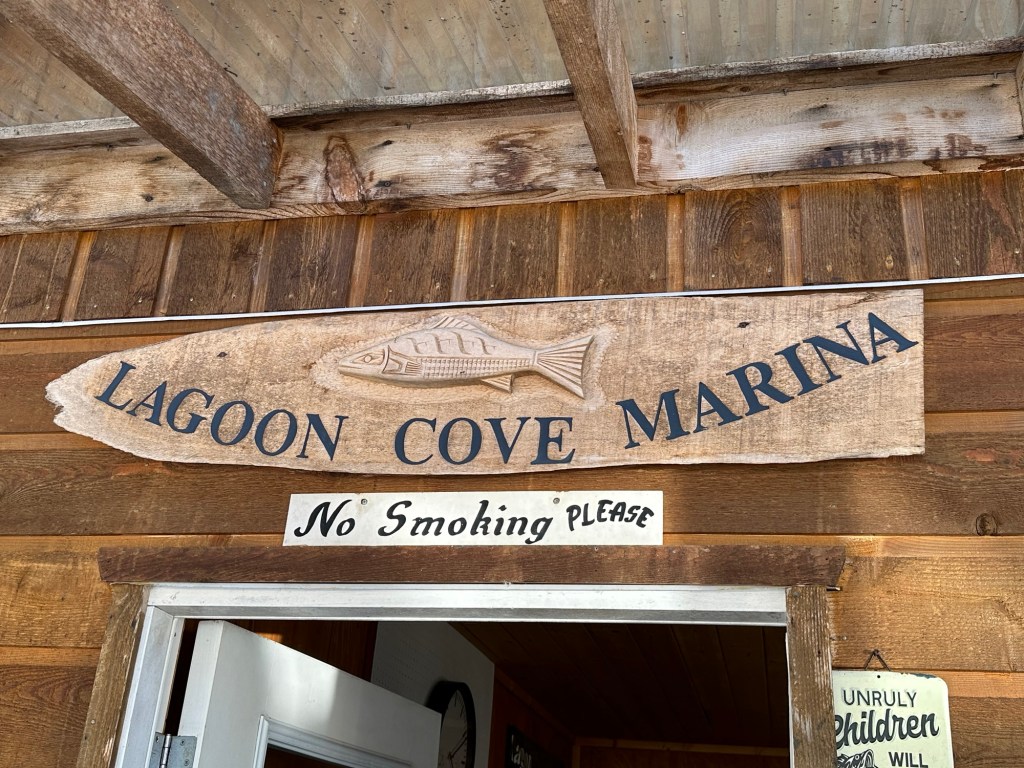 LAGOON COVE MARINA
No Smoking PLEASE
UNRULY
Children
WILL